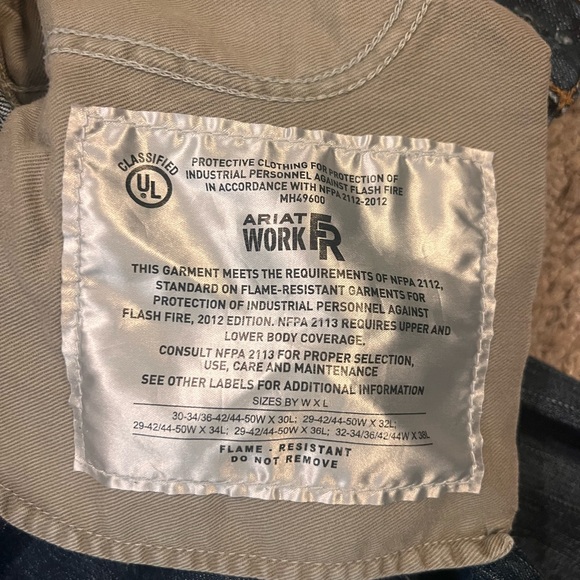 CLASSIFIED
UL
PROTECTIVE CLOTHING FOR PROTECTION OF
INDUSTRIAL PERSONNEL AGAINST FLASH FIRE
IN ACCORDANCE WITH NFPA 2112-2012
MH49600
ARIAT
WORK FR
THIS GARMENT MEETS THE REQUIREMENTS OF NFPA 2112,
STANDARD ON FLAME-RESISTANT GARMENTS FOR
PROTECTION OF INDUSTRIAL PERSONNEL AGAINST
FLASH FIRE, 2012 EDITION. NFPA 2113 REQUIRES UPPER AND
LOWER BODY COVERAGE.
CONSULT NFPA 2113 FOR PROPER SELECTION,
USE, CARE AND MAINTENANCE
SEE OTHER LABELS FOR ADDITIONAL INFORMATION
SIZES BY W X L
30-34/36-42/44-50W X 30L; 29-42/44-50W X 32L;
29-42/44-50W X 34L; 29-42/44-50W X 36L; 32-34/36/42/44W X 38L
FLAME - RESISTANT
DO NOT REMOVE